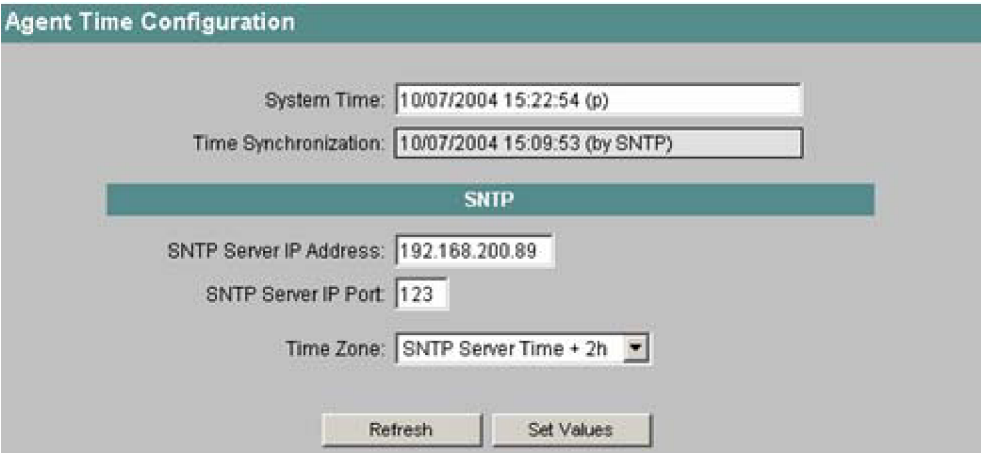 Agent Time Configuration
System Time: 10/07/2004 15:22:54 (p)
Time Synchronization: 10/07/2004 15:09:53 (by SNTP)
SNTP
SNTP Server IP Address: 192.168.200.89
SNTP Server IP Port: 123
Time Zone: SNTP Server Time + 2h
Refresh Set Values